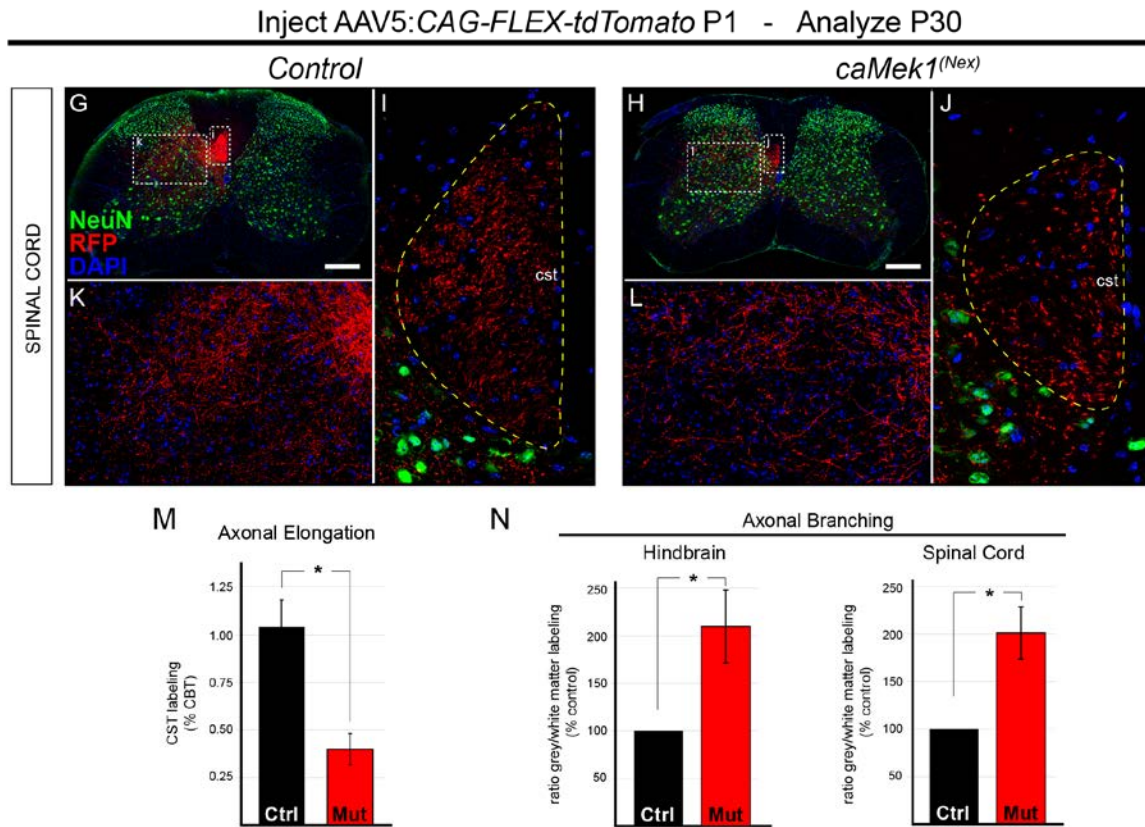 Inject AAV5:CAG-FLEX-tdTomato P1 - Analyze P30
Control
caMek1(Nex)
SPINAL CORD
G
k
i
NeuN
RFP
DAPI
I
cst
K
H
l
j
J
cst
L
M
Axonal Elongation
*
CST labeling
(% CBT)
1.25
1.00
0.75
0.50
0.25
Ctrl
Mut
N
Axonal Branching
Hindbrain
*
ratio grey/white matter labeling
(% control)
250
200
150
100
50
Ctrl
Mut
Spinal Cord
*
ratio grey/white matter labeling
(% control)
250
200
150
100
50
Ctrl
Mut